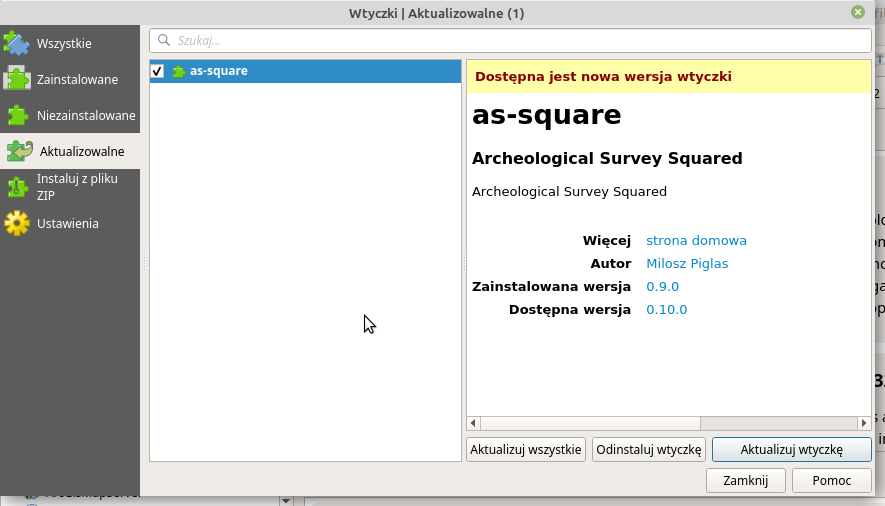 Wtyczki | Aktualizowalne (1)
Wszystkie
Zainstalowane
Niezainstalowane
Aktualizowalne
Instaluj z pliku
ZIP
Ustawienia
Szukaj...
as-square
Dostępna jest nowa wersja wtyczki
as-square
Archeological Survey Squared
Archeological Survey Squared
Więcej strona domowa
Autor Milosz Piglas
Zainstalowana wersja 0.9.0
Dostępna wersja 0.10.0
Aktualizuj wszystkie
Odinstaluj wtyczkę
Aktualizuj wtyczkę
Zamknij
Pomoc